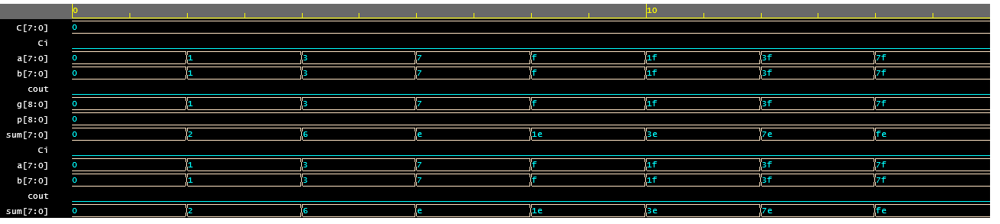 0 10
C[7:0] 0
Ci
a[7:0] 0 1 3 7 f 1f 3f 7f
b[7:0] 0 1 3 7 f 1f 3f 7f
cout
g[8:0] 0 1 3 7 f 1f 3f 7f
p[8:0] 0
sum[7:0] 0 2 6 e 1e 3e 7e fe
Ci
a[7:0] 0 1 3 7 f 1f 3f 7f
b[7:0] 0 1 3 7 f 1f 3f 7f
cout
sum[7:0] 0 2 6 e 1e 3e 7e fe